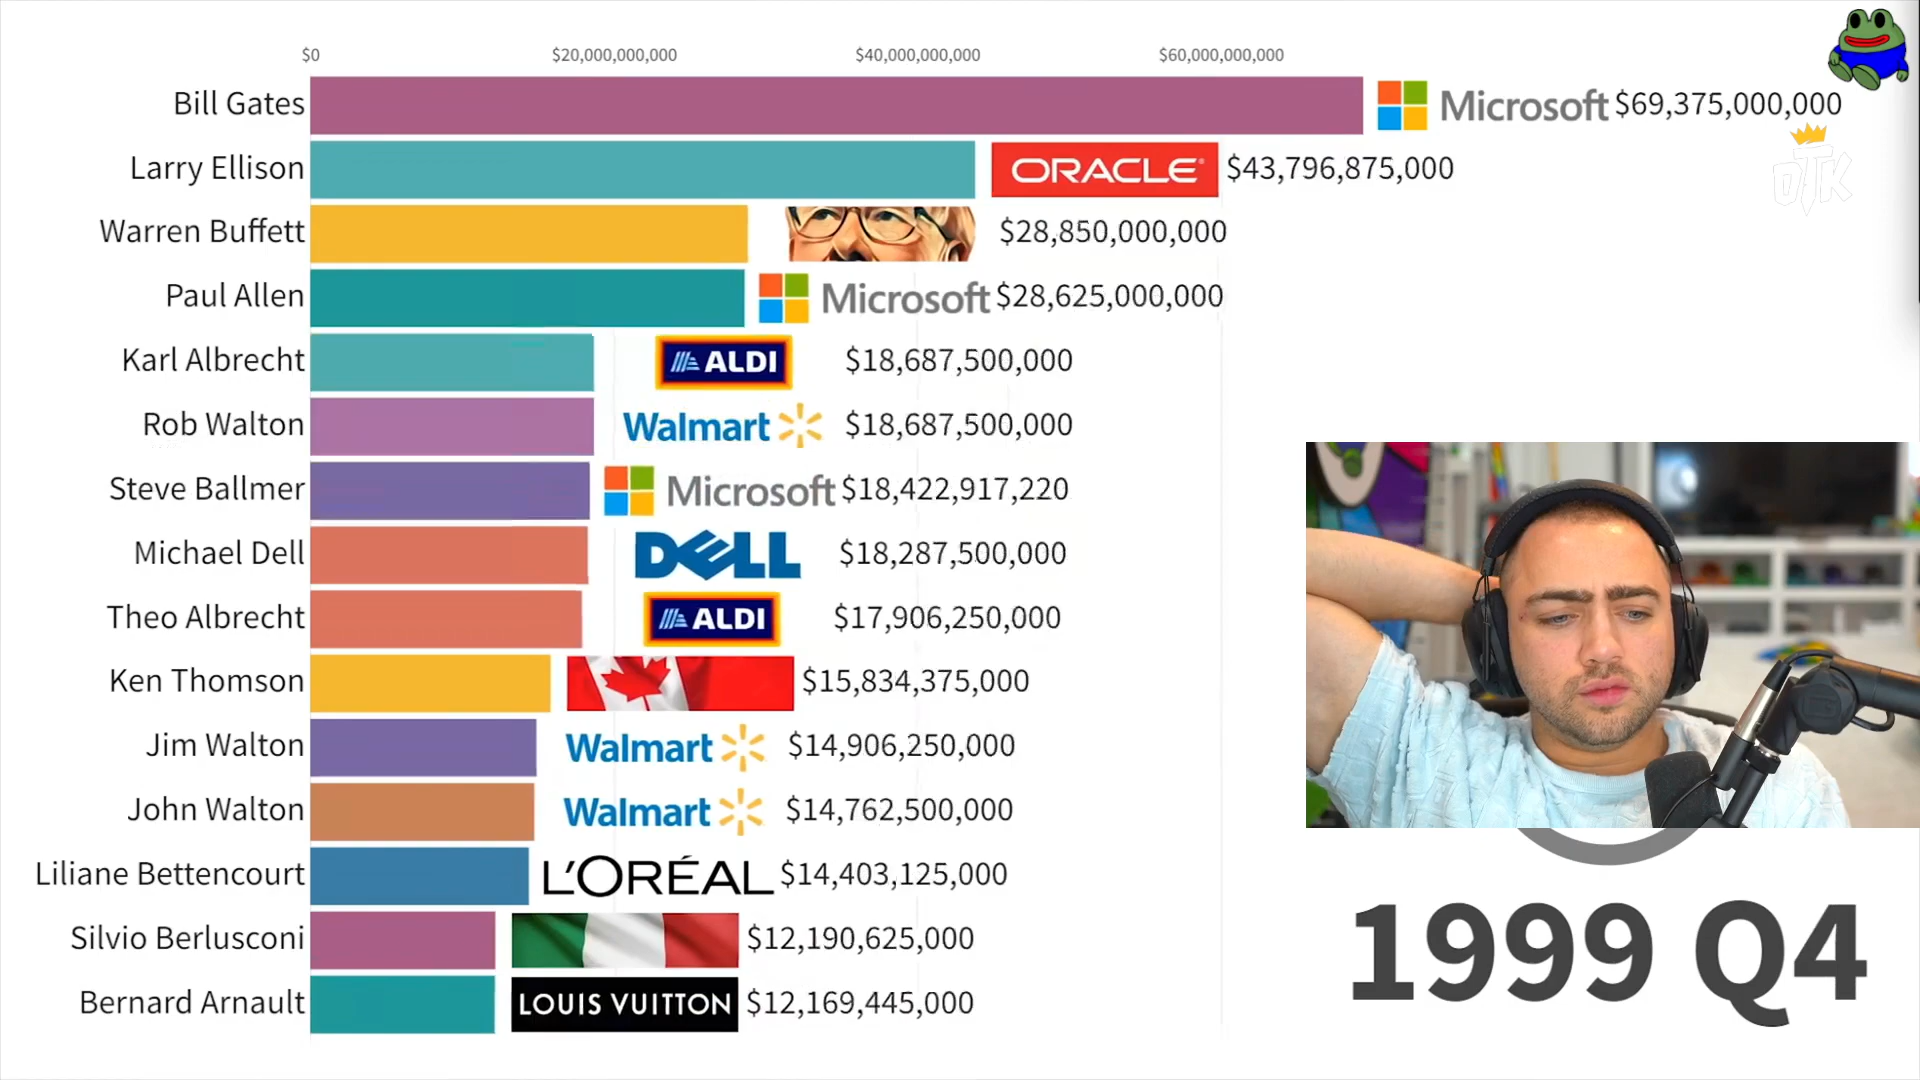 $0 $20,000,000,000 $40,000,000,000 $60,000,000,000
Bill Gates Microsoft $69,375,000,000
OTK
Larry Ellison ORACLE $43,796,875,000
Warren Buffett $28,850,000,000
Paul Allen Microsoft $28,625,000,000
Karl Albrecht ALDI $18,687,500,000
Rob Walton Walmart $18,687,500,000
Steve Ballmer Microsoft $18,422,917,220
Michael Dell DELL $18,287,500,000
Theo Albrecht ALDI $17,906,250,000
Ken Thomson $15,834,375,000
Jim Walton Walmart $14,906,250,000
John Walton Walmart $14,762,500,000
Liliane Bettencourt L'ORÉAL $14,403,125,000
Silvio Berlusconi $12,190,625,000
Bernard Arnault LOUIS VUITTON $12,169,445,000
1999 Q4